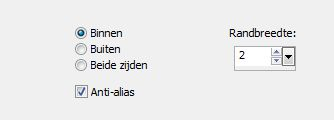 Binnen
Buiten
Beide zijden
Anti-alias
Randbreedte:
2